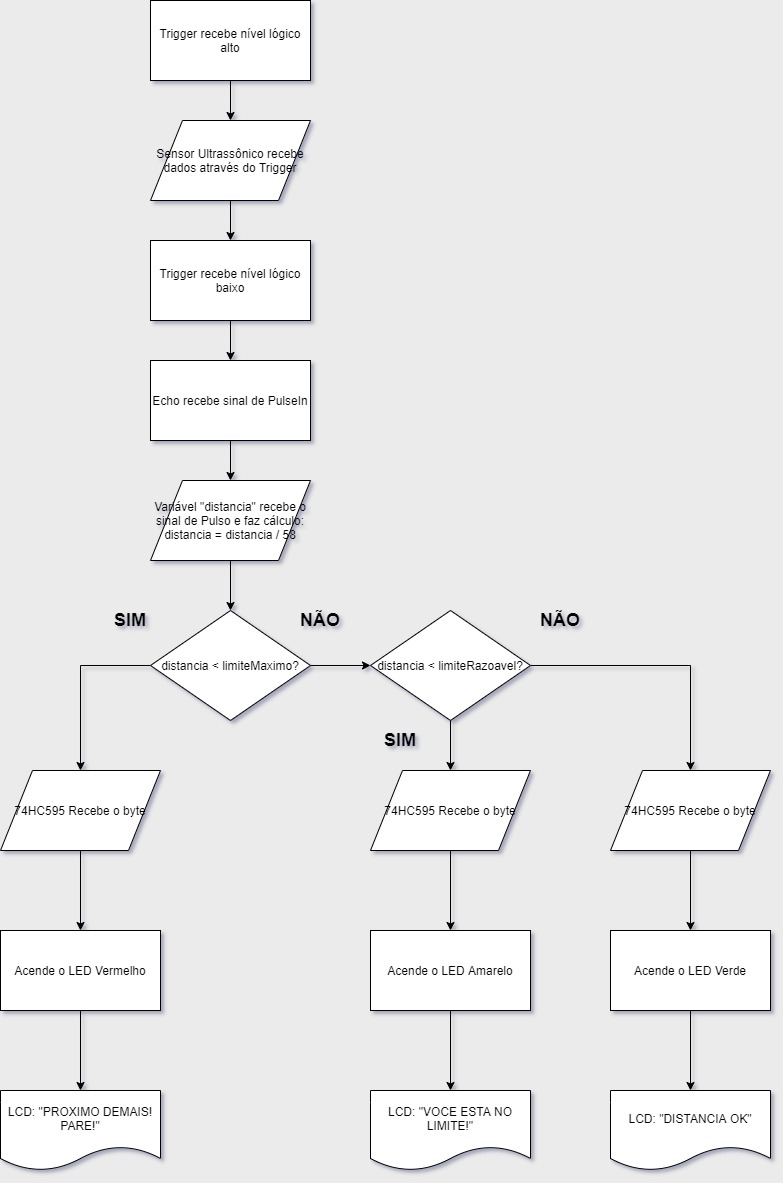 Trigger recebe nível lógico
alto
Sensor Ultrassônico recebe
dados através do Trigger
Trigger recebe nível lógico
baixo
Echo recebe sinal de PulseIn
Variável "distancia" recebe o
sinal de Pulso e faz cálculo:
distancia = distancia / 58
SIM
NÃO
NÃO
distancia < limiteMaximo?
distancia < limiteRazoavel?
SIM
74HC595 Recebe o byte
74HC595 Recebe o byte
74HC595 Recebe o byte
Acende o LED Vermelho
Acende o LED Amarelo
Acende o LED Verde
LCD: "PROXIMO DEMAIS!
PARE!"
LCD: "VOCE ESTA NO
LIMITE!"
LCD: "DISTANCIA OK"